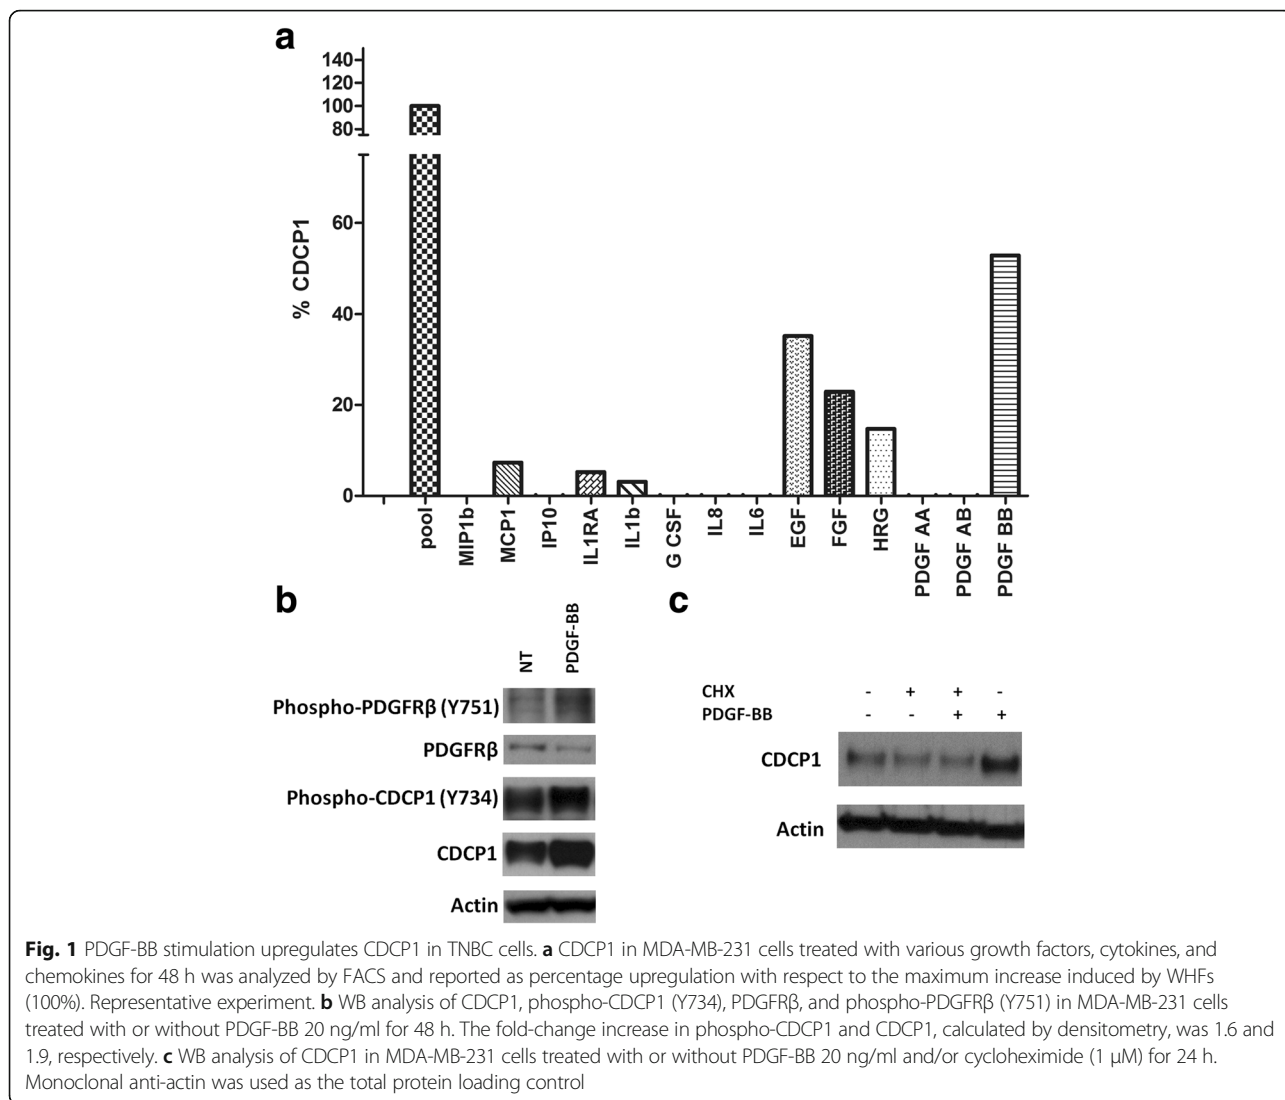 a
140
120
100
80
60
40
20
0
% CDCP1
pool
MIP1b
MCP1
IP10
IL1RA
IL1b
G CSF
IL8
IL6
EGF
FGF
HRG
PDGF AA
PDGF AB
PDGF BB
b
NT
PDGF-BB
Phospho-PDGFRβ (Y751)
PDGFRβ
Phospho-CDCP1 (Y734)
CDCP1
Actin
c
CHX - + + -
PDGF-BB - - + +
CDCP1
Actin
Fig. 1 PDGF-BB stimulation upregulates CDCP1 in TNBC cells. a CDCP1 in MDA-MB-231 cells treated with various growth factors, cytokines, and
chemokines for 48 h was analyzed by FACS and reported as percentage upregulation with respect to the maximum increase induced by WHFs
(100%). Representative experiment. b WB analysis of CDCP1, phospho-CDCP1 (Y734), PDGFRβ, and phospho-PDGFRβ (Y751) in MDA-MB-231 cells
treated with or without PDGF-BB 20 ng/ml for 48 h. The fold-change increase in phospho-CDCP1 and CDCP1, calculated by densitometry, was 1.6 and
1.9, respectively. c WB analysis of CDCP1 in MDA-MB-231 cells treated with or without PDGF-BB 20 ng/ml and/or cycloheximide (1 μM) for 24 h.
Monoclonal anti-actin was used as the total protein loading control